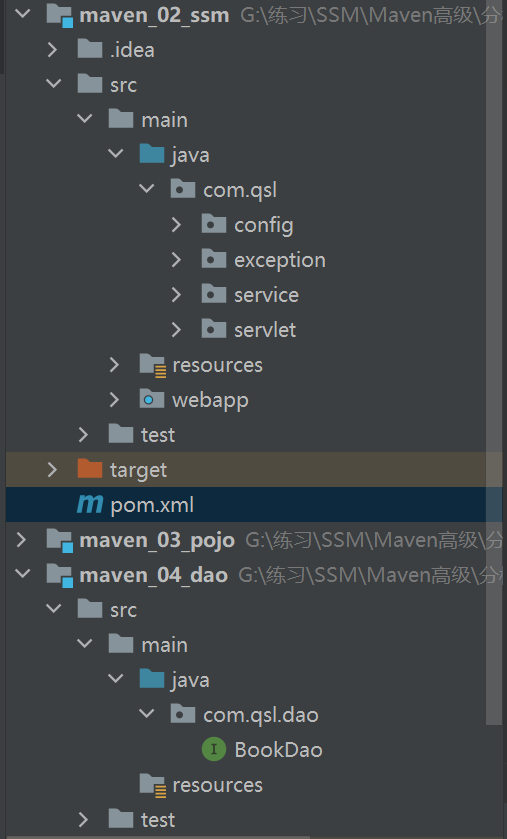 maven_02_ssm G:\练习\SSM\Maven高级\分
.idea
src
main
java
com.qsl
config
exception
service
servlet
resources
webapp
test
target
pom.xml
maven_03_pojo G:\练习\SSM\Maven高级\分
maven_04_dao G:\练习\SSM\Maven高级\分
src
main
java
com.qsl.dao
I BookDao
resources
test